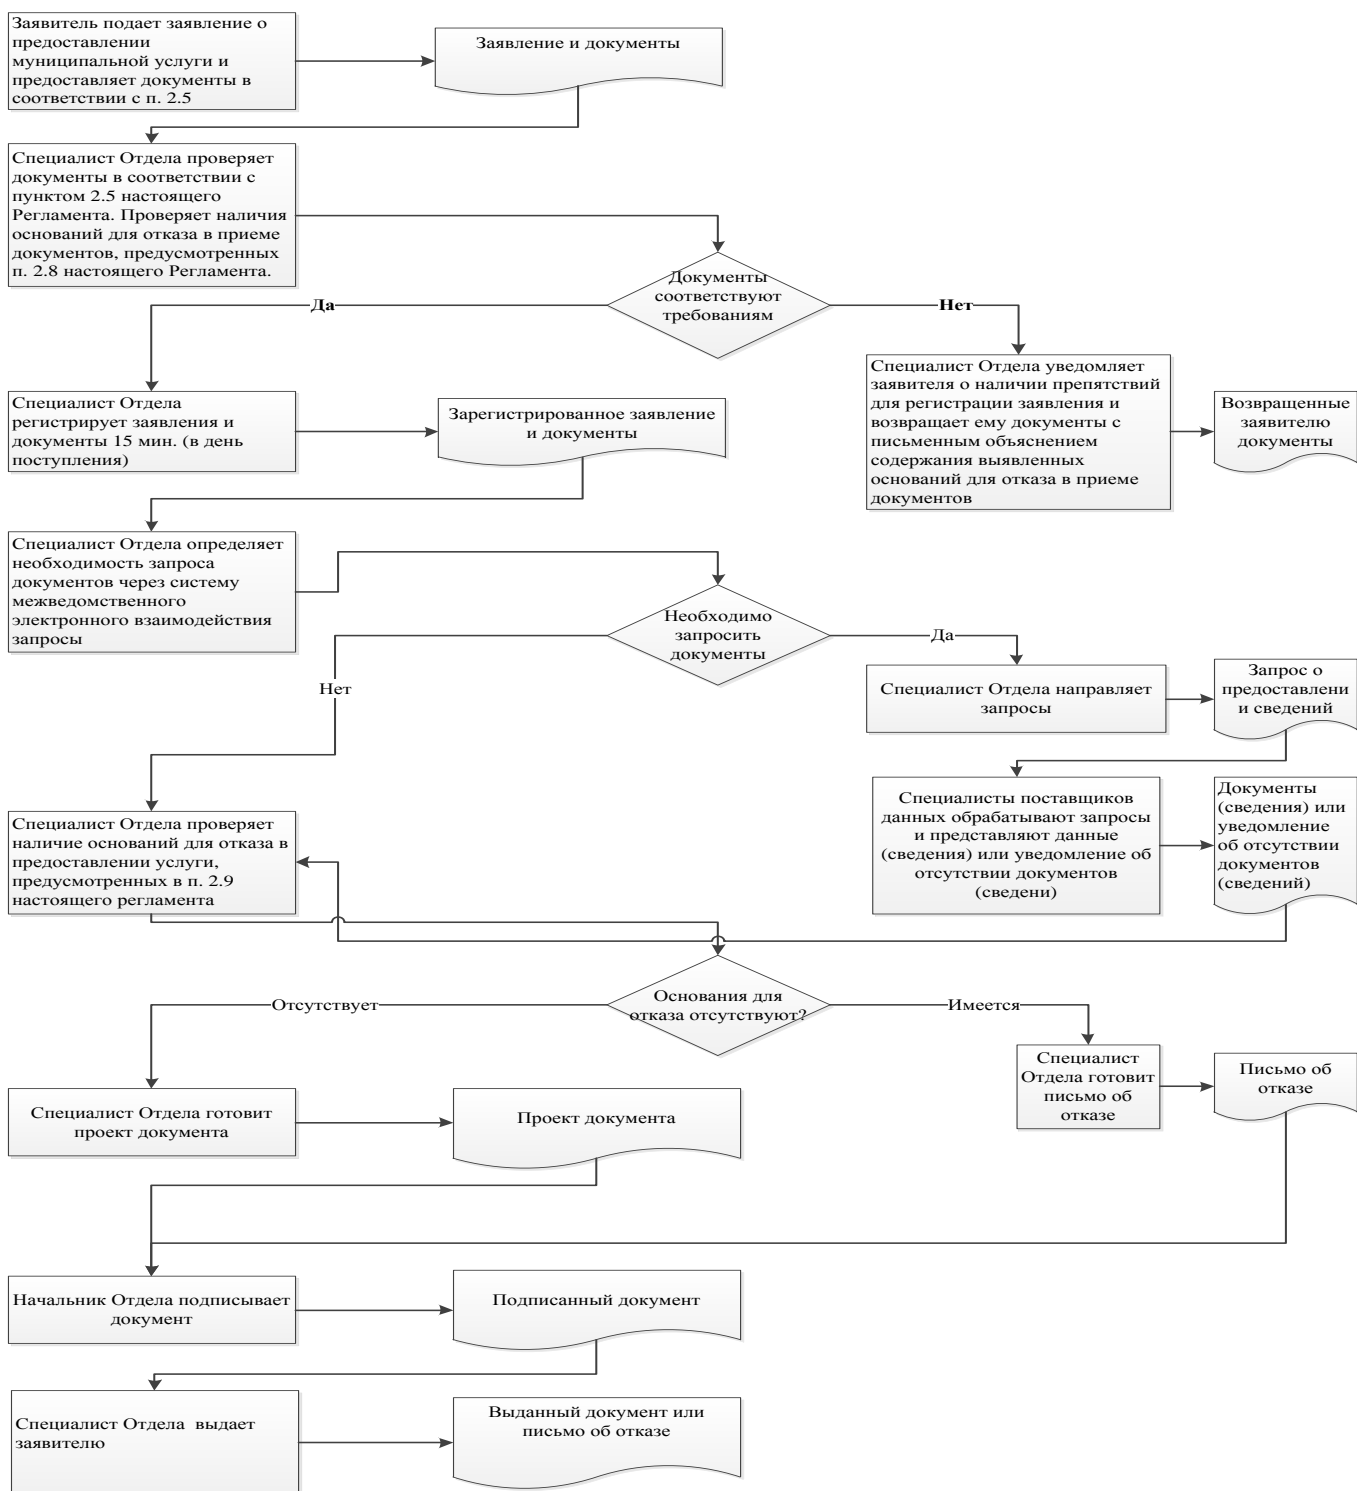 Заявитель подает заявление о
предоставлении
муниципальной услуги и
предоставляет документы в
соответствии с п. 2.5
Заявление и документы
Специалист Отдела проверяет
документы в соответствии с
пунктом 2.5 настоящего
Регламента. Проверяет наличия
оснований для отказа в приеме
документов, предусмотренных
п. 2.8 настоящего Регламента.
Документы
соответствуют
требованиям
Да
Нет
Специалист Отдела
регистрирует заявления и
документы 15 мин. (в день
поступления)
Зарегистрированное заявление
и документы
Специалист Отдела уведомляет
заявителя о наличии препятствий
для регистрации заявления и
возвращает ему документы с
письменным объяснением
содержания выявленных
оснований для отказа в приеме
документов
Возвращенные
заявителю
документы
Специалист Отдела определяет
необходимость запроса
документов через систему
межведомственного
электронного взаимодействия
запросы
Необходимо
запросить
документы
Да
Нет
Специалист Отдела направляет
запросы
Запрос о
предоставлени
и сведений
Специалисты поставщиков
данных обрабатывают запросы
и представляют данные
(сведения) или уведомление об
отсутствии документов
(сведени)
Документы
(сведения) или
уведомление
об отсутствии
документов
(сведений)
Специалист Отдела проверяет
наличие оснований для отказа в
предоставлении услуги,
предусмотренных в п. 2.9
настоящего регламента
Основания для
отказа отсутствуют?
Отсутствует
Имеется
Специалист
Отдела готовит
письмо об
отказе
Письмо об
отказе
Специалист Отдела готовит
проект документа
Проект документа
Начальник Отдела подписывает
документ
Подписанный документ
Специалист Отдела  выдает
заявителю
Выданный документ или
письмо об отказе